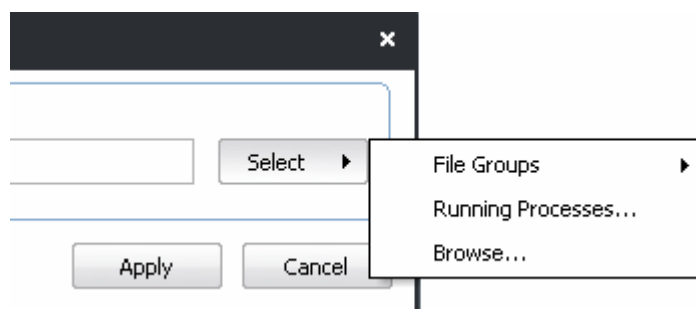 Select
File Groups
Running Processes...
Browse...
Apply
Cancel